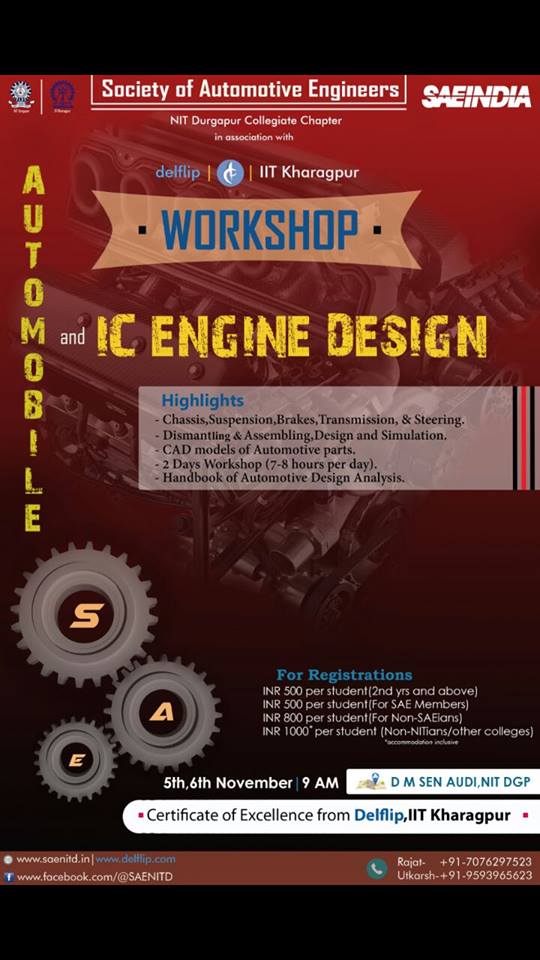 Society of Automotive Engineers
SAEINDIA
NIT Durgapur Collegiate Chapter
in association with
delflip | | IIT Kharagpur
WORKSHOP
AUTOMOBILE
and IC ENGINE DESIGN
Highlights
- Chassis,Suspension,Brakes,Transmission, & Steering.
- Dismantling & Assembling,Design and Simulation.
- CAD models of Automotive parts.
- 2 Days Workshop (7-8 hours per day).
- Handbook of Automotive Design Analysis.
S
A
E
For Registrations
INR 500 per student(2nd yrs and above)
INR 500 per student(For SAE Members)
INR 800 per student(For Non-SAEians)
INR 1000* per student (Non-NITians/other colleges)
*accommodation inclusive
5th,6th November | 9 AM
D M SEN AUDI,NIT DGP
▪ Certificate of Excellence from Delflip,IIT Kharagpur ▪
www.saenitd.in|www.delflip.com
www.facebook.com/@SAENITD
Rajat- +91-7076297523
Utkarsh-+91-9593965623